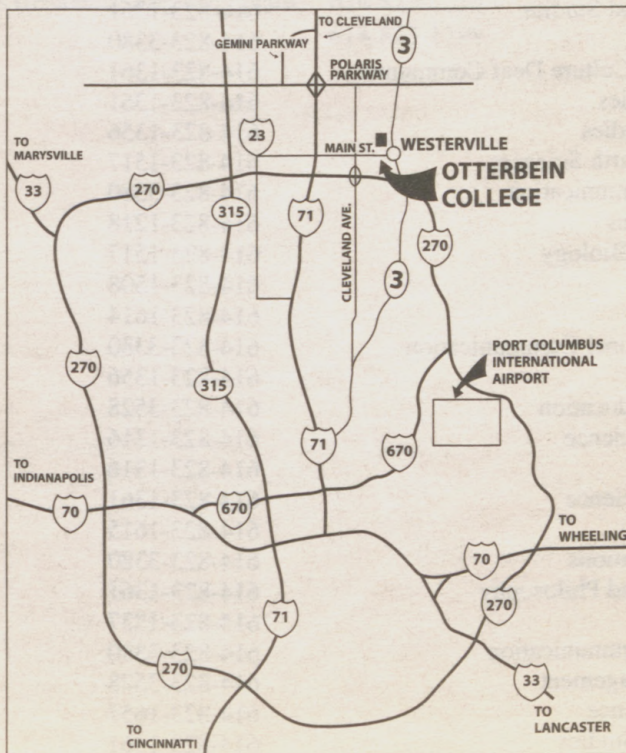 TO CLEVELAND
GEMINI PARKWAY
3
POLARIS
PARKWAY
23
TO
MARYSVILLE
MAIN ST.
WESTERVILLE
OTTERBEIN
COLLEGE
33
270
315
71
CLEVELAND AVE.
270
3
270
315
PORT COLUMBUS
INTERNATIONAL
AIRPORT
71
670
TO
INDIANAPOLIS
70
670
TO
WHEELING
70
270
71
270
33
TO
LANCASTER
TO
CINCINNATTI